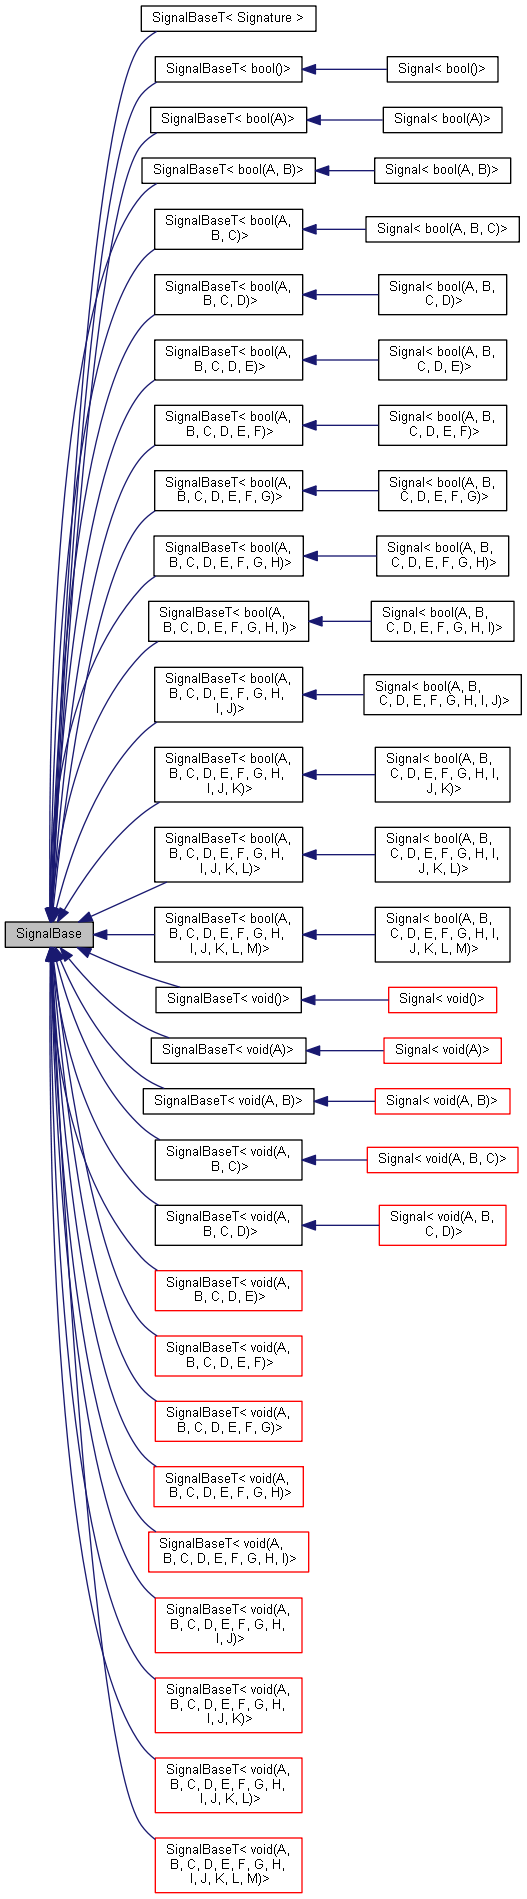 SignalBaseT< Signature >
SignalBaseT< bool()>
Signal< bool()>
SignalBaseT< bool(A)>
Signal< bool(A)>
SignalBaseT< bool(A, B)>
Signal< bool(A, B)>
SignalBaseT< bool(A,
B, C)>
Signal< bool(A, B, C)>
SignalBaseT< bool(A,
B, C, D)>
Signal< bool(A, B,
C, D)>
SignalBaseT< bool(A,
B, C, D, E)>
Signal< bool(A, B,
C, D, E)>
SignalBaseT< bool(A,
B, C, D, E, F)>
Signal< bool(A, B,
C, D, E, F)>
SignalBaseT< bool(A,
B, C, D, E, F, G)>
Signal< bool(A, B,
C, D, E, F, G)>
SignalBaseT< bool(A,
B, C, D, E, F, G, H)>
Signal< bool(A, B,
C, D, E, F, G, H)>
SignalBaseT< bool(A,
B, C, D, E, F, G, H, I)>
Signal< bool(A, B,
C, D, E, F, G, H, I)>
SignalBaseT< bool(A,
B, C, D, E, F, G, H,
I, J)>
Signal< bool(A, B,
C, D, E, F, G, H, I, J)>
SignalBaseT< bool(A,
B, C, D, E, F, G, H,
I, J, K)>
Signal< bool(A, B,
C, D, E, F, G, H, I,
J, K)>
SignalBaseT< bool(A,
B, C, D, E, F, G, H,
I, J, K, L)>
Signal< bool(A, B,
C, D, E, F, G, H, I,
J, K, L)>
SignalBase
SignalBaseT< bool(A,
B, C, D, E, F, G, H,
I, J, K, L, M)>
Signal< bool(A, B,
C, D, E, F, G, H, I,
J, K, L, M)>
SignalBaseT< void()>
Signal< void()>
SignalBaseT< void(A)>
Signal< void(A)>
SignalBaseT< void(A, B)>
Signal< void(A, B)>
SignalBaseT< void(A,
B, C)>
Signal< void(A, B, C)>
SignalBaseT< void(A,
B, C, D)>
Signal< void(A, B,
C, D)>
SignalBaseT< void(A,
B, C, D, E)>
SignalBaseT< void(A,
B, C, D, E, F)>
SignalBaseT< void(A,
B, C, D, E, F, G)>
SignalBaseT< void(A,
B, C, D, E, F, G, H)>
SignalBaseT< void(A,
B, C, D, E, F, G, H, I)>
SignalBaseT< void(A,
B, C, D, E, F, G, H,
I, J)>
SignalBaseT< void(A,
B, C, D, E, F, G, H,
I, J, K)>
SignalBaseT< void(A,
B, C, D, E, F, G, H,
I, J, K, L)>
SignalBaseT< void(A,
B, C, D, E, F, G, H,
I, J, K, L, M)>